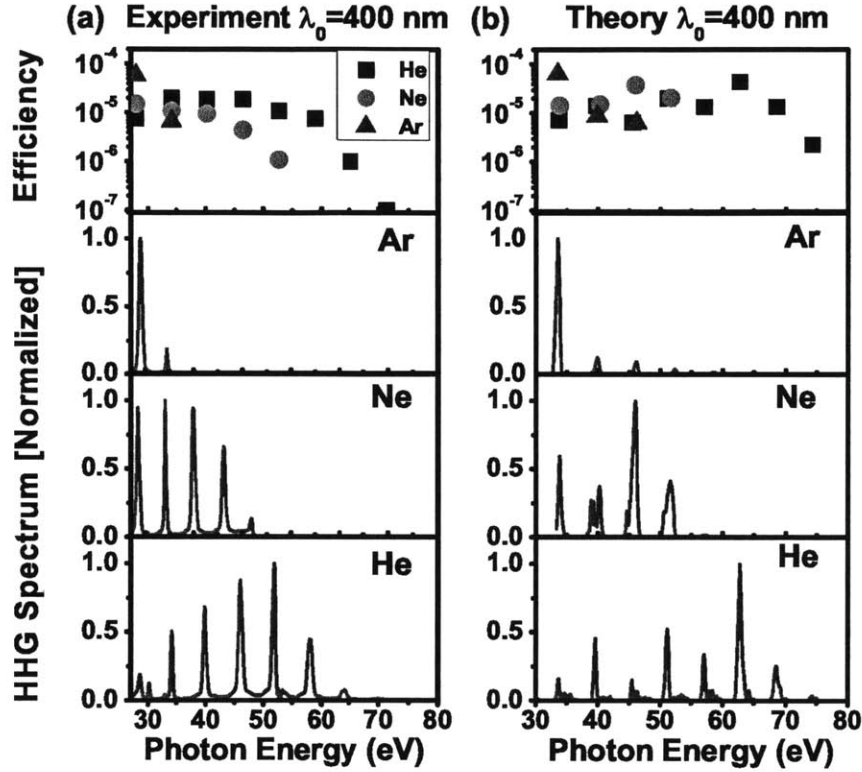 (a) Experiment λ₀=400 nm
Theory λ₀=400 nm
(b)
Efficiency
10⁻⁴
10⁻⁵
10⁻⁶
10⁻⁷
He
Ne
Ar
10⁻⁴
10⁻⁵
10⁻⁶
10⁻⁷
HHG Spectrum [Normalized]
1.0
0.5
0.0
Ar
1.0
0.5
0.0
Ar
1.0
0.5
0.0
Ne
1.0
0.5
0.0
Ne
1.0
0.5
0.0
He
1.0
0.5
0.0
He
30 40 50 60 70 80
30 40 50 60 70 80
Photon Energy (eV)
Photon Energy (eV)